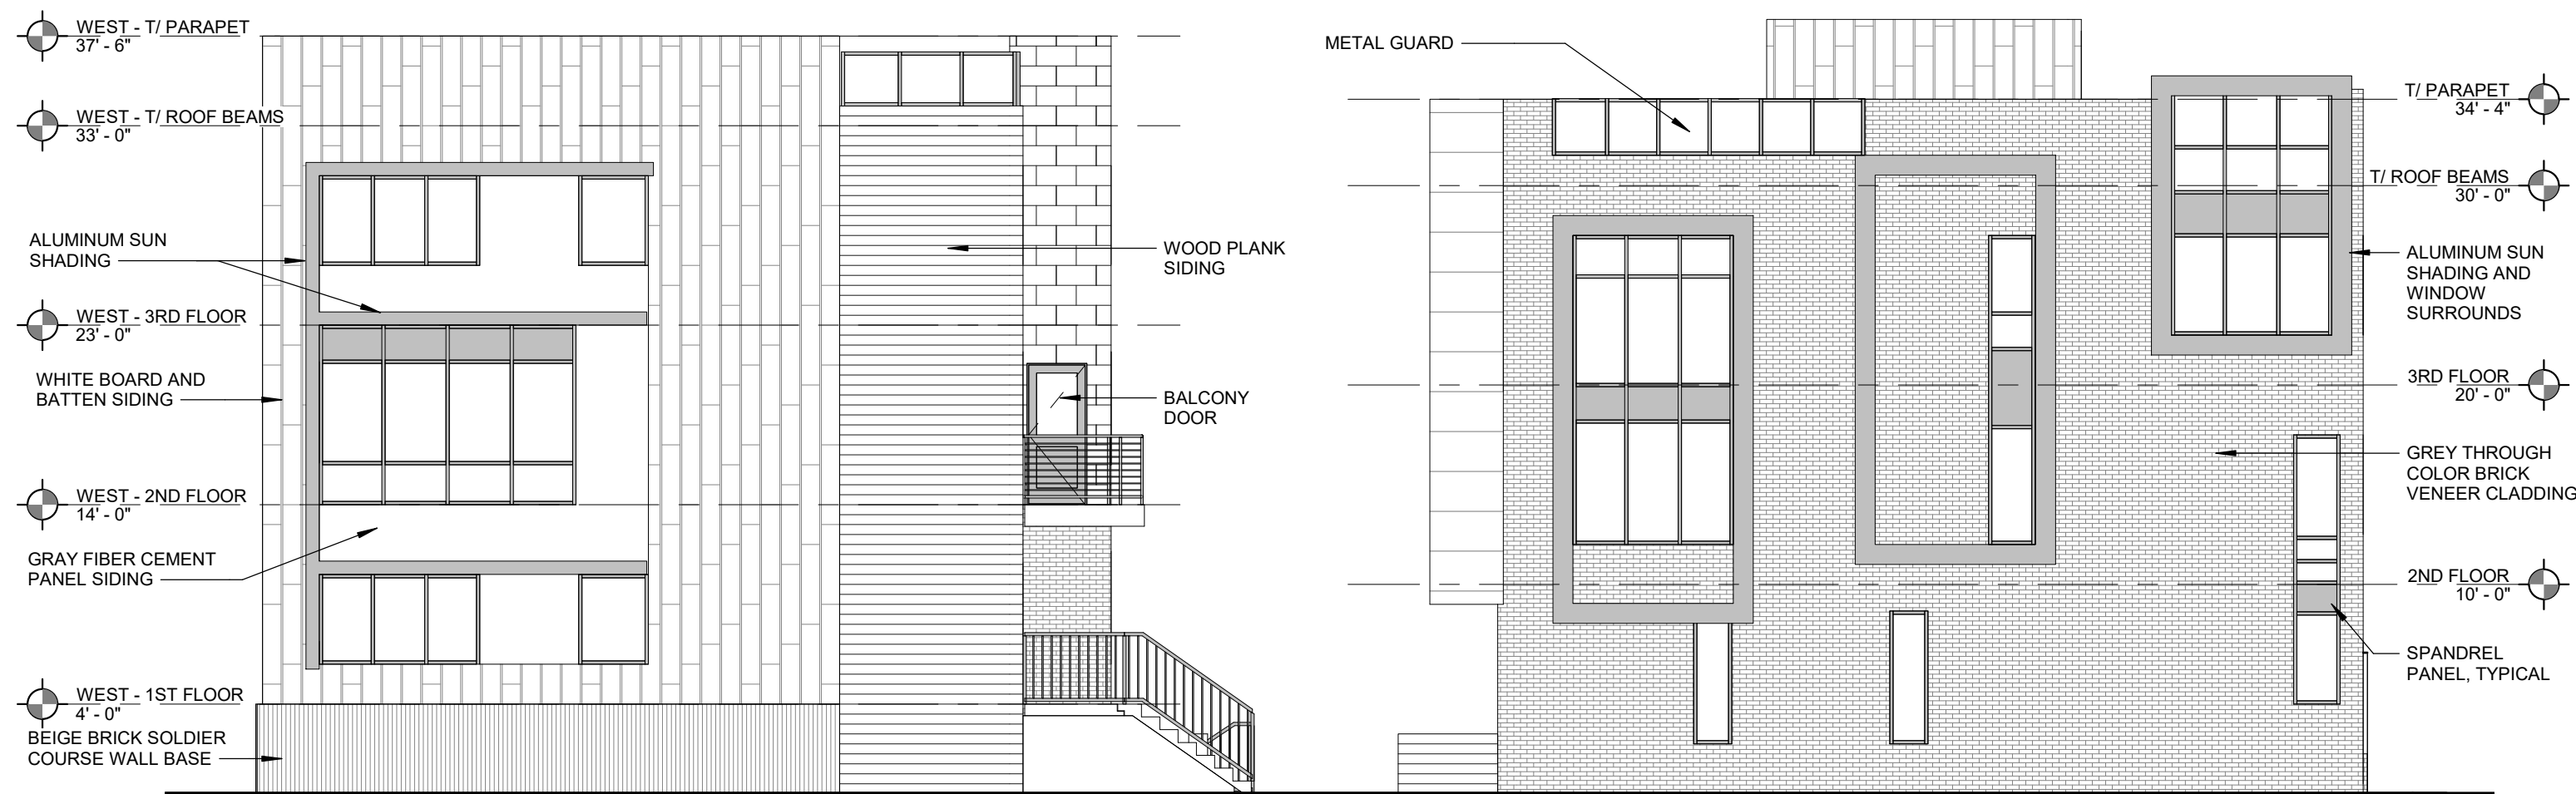 WEST - T/ PARAPET
37' - 6"
WEST - T/ ROOF BEAMS
33' - 0"
ALUMINUM SUN
SHADING
WEST - 3RD FLOOR
23' - 0"
WHITE BOARD AND
BATTEN SIDING
WEST - 2ND FLOOR
14' - 0"
GRAY FIBER CEMENT
PANEL SIDING
WEST - 1ST FLOOR
4' - 0"
BEIGE BRICK SOLDIER
COURSE WALL BASE
WOOD PLANK
SIDING
BALCONY
DOOR
METAL GUARD
T/ PARAPET
34' - 4"
T/ ROOF BEAMS
30' - 0"
ALUMINUM SUN
SHADING AND
WINDOW
SURROUNDS
3RD FLOOR
20' - 0"
GREY THROUGH
COLOR BRICK
VENEER CLADDING
2ND FLOOR
10' - 0"
SPANDREL
PANEL, TYPICAL